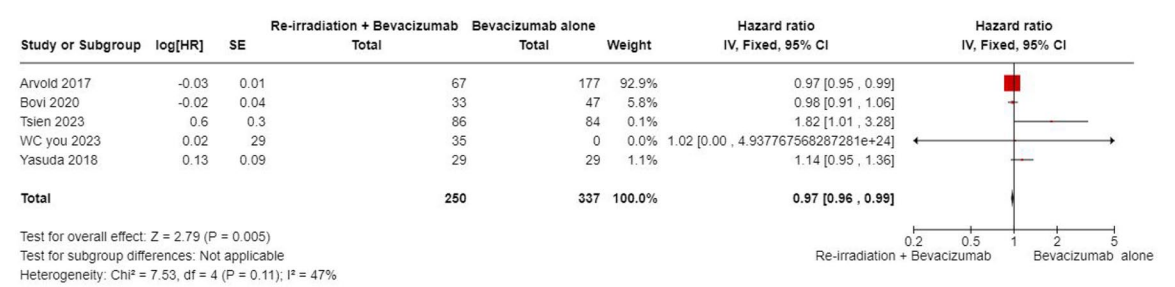 Re-irradiation + Bevacizumab Bevacizumab alone Hazard ratio Hazard ratio
Study or Subgroup log[HR] SE Total Total Weight IV, Fixed, 95% CI IV, Fixed, 95% CI
Arvold 2017 -0.03 0.01 67 177 92.9% 0.97 [0.95 , 0.99]
Bovi 2020 -0.02 0.04 33 47 5.8% 0.98 [0.91 , 1.06]
Tsien 2023 0.6 0.3 86 84 0.1% 1.82 [1.01 , 3.28]
WC you 2023 0.02 29 35 0 0.0% 1.02 [0.00 , 4.937767568287281e+24]
Yasuda 2018 0.13 0.09 29 29 1.1% 1.14 [0.95 , 1.36]
Total 250 337 100.0% 0.97 [0.96 , 0.99]
Test for overall effect: Z = 2.79 (P = 0.005)
0.2 0.5 1 2 5
Test for subgroup differences: Not applicable Re-irradiation + Bevacizumab Bevacizumab alone
Heterogeneity: Chi² = 7.53, df = 4 (P = 0.11); I² = 47%